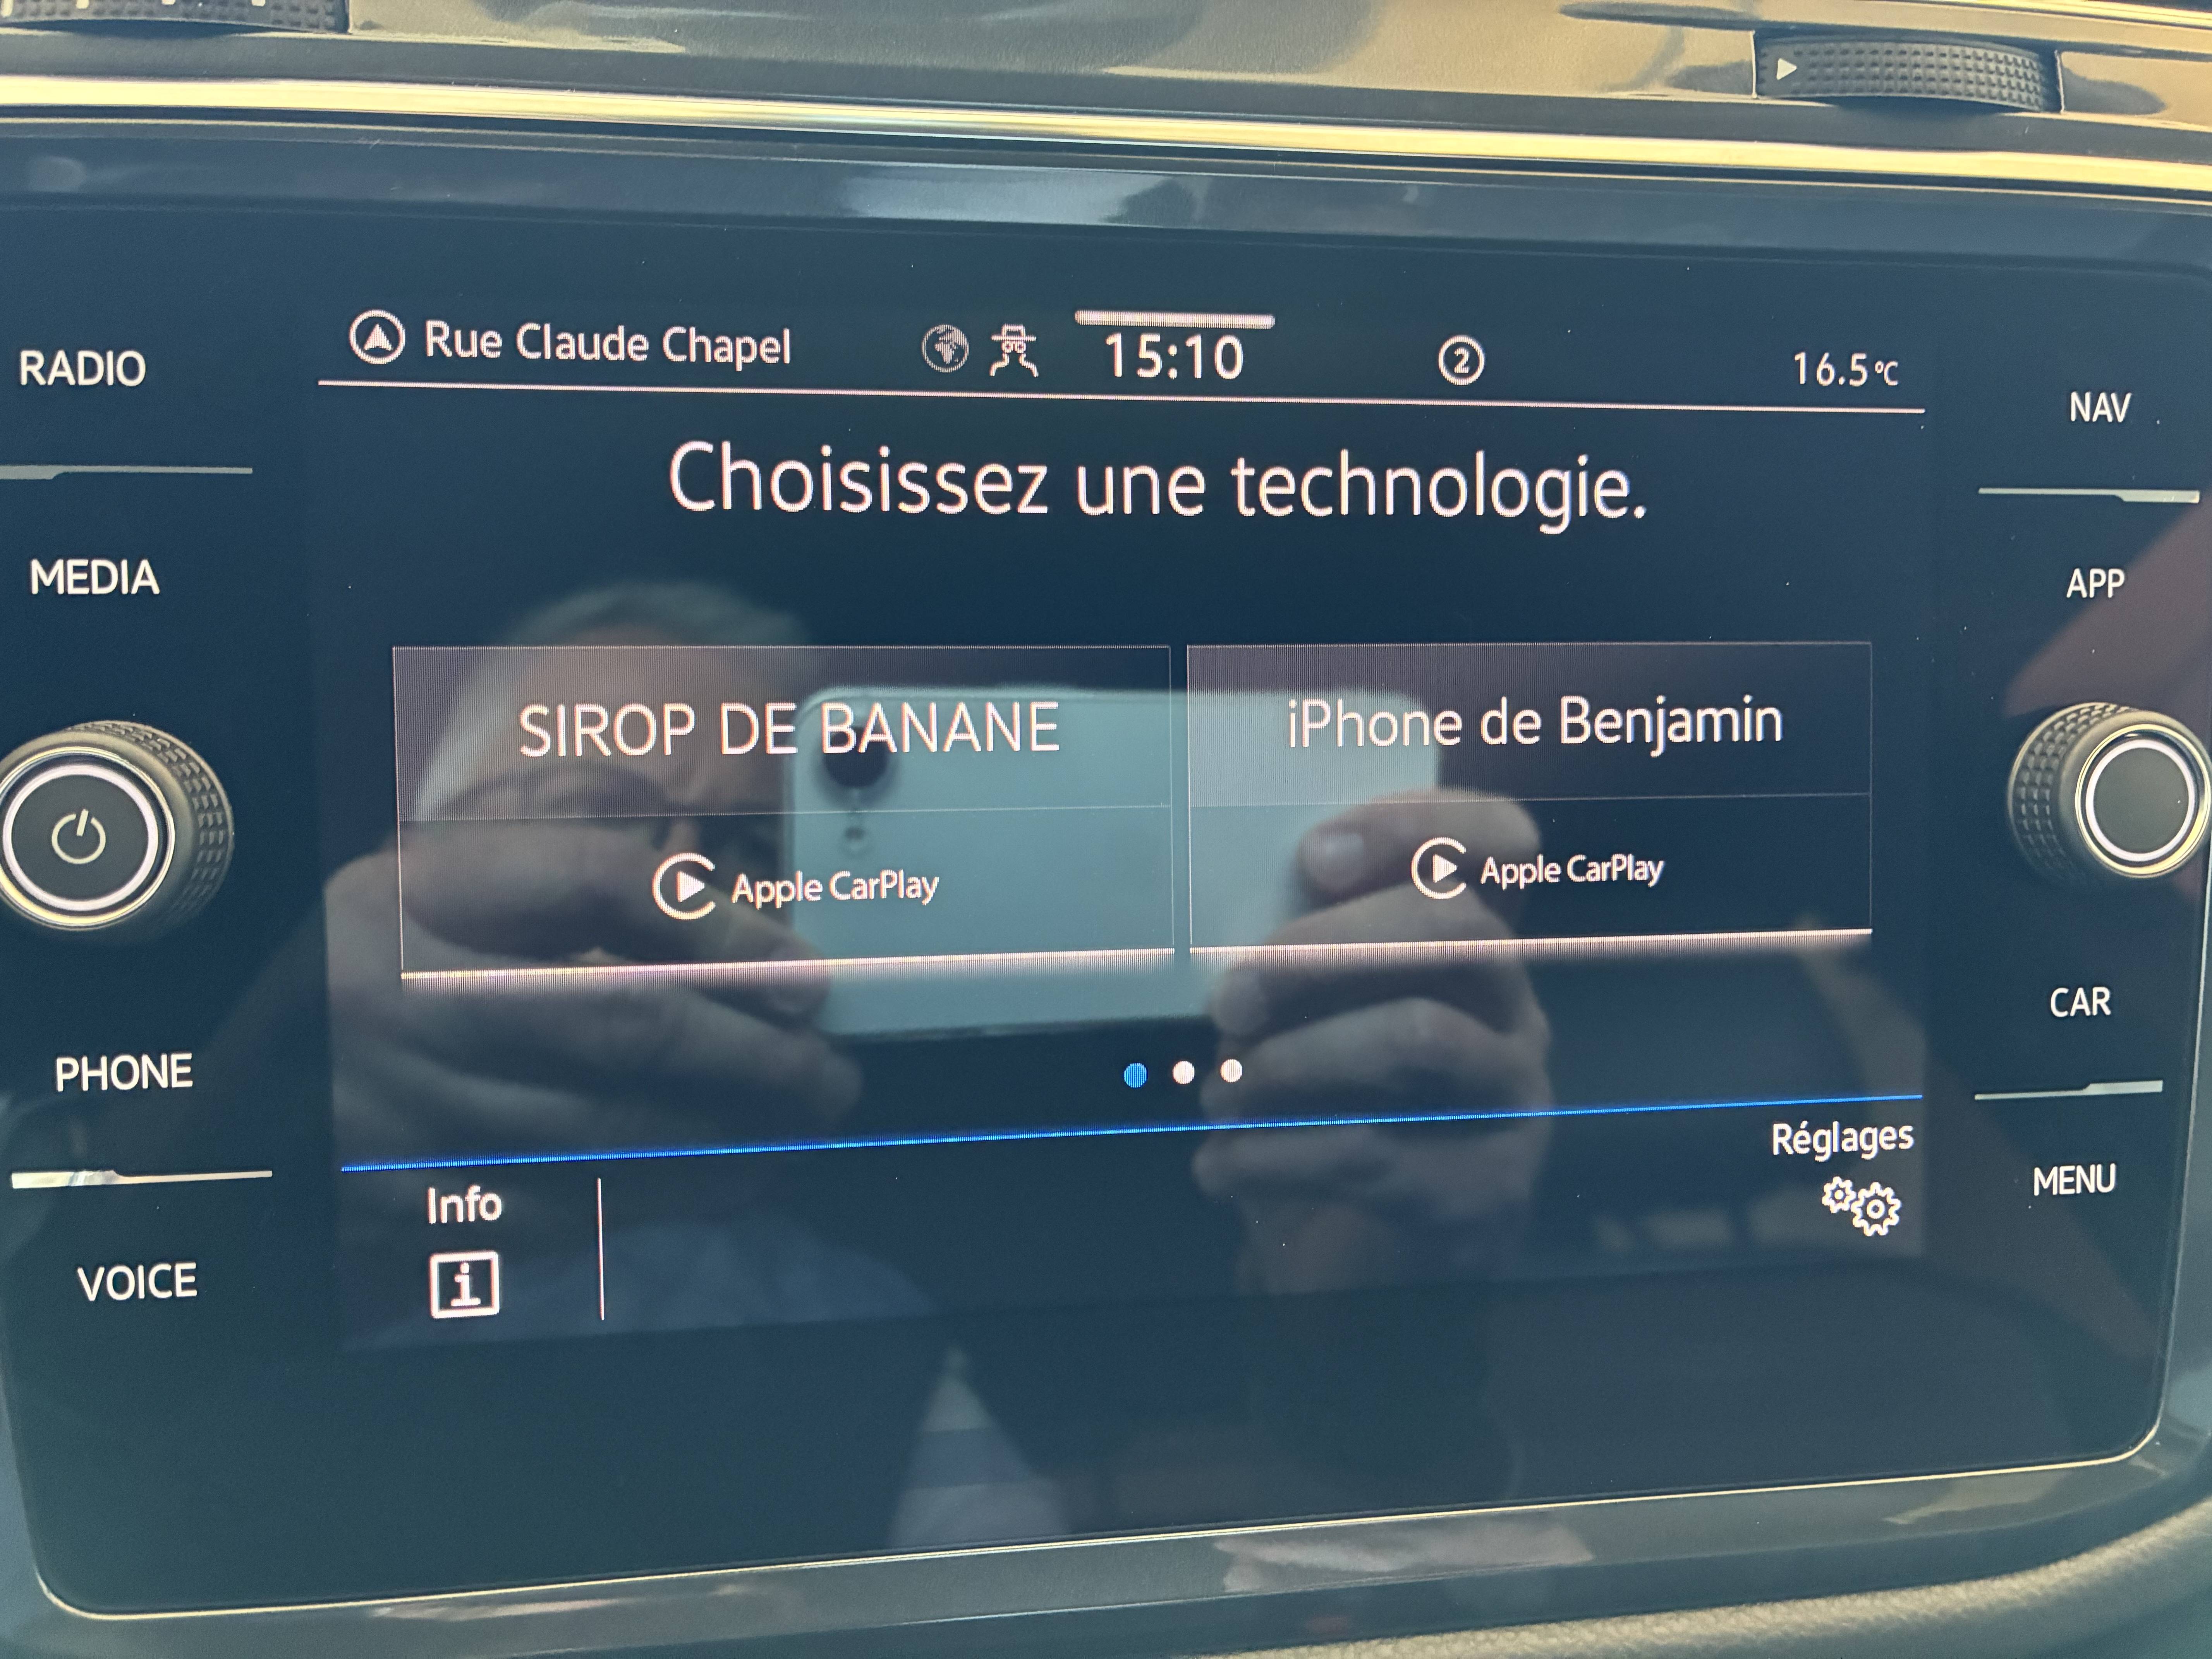 RADIO
MEDIA
PHONE
VOICE
Rue Claude Chapel
15:10
2
16.5°C
Choisissez une technologie.
SIROP DE BANANE
Apple CarPlay
iPhone de Benjamin
Apple CarPlay
Info
i
Réglages
NAV
APP
CAR
MENU